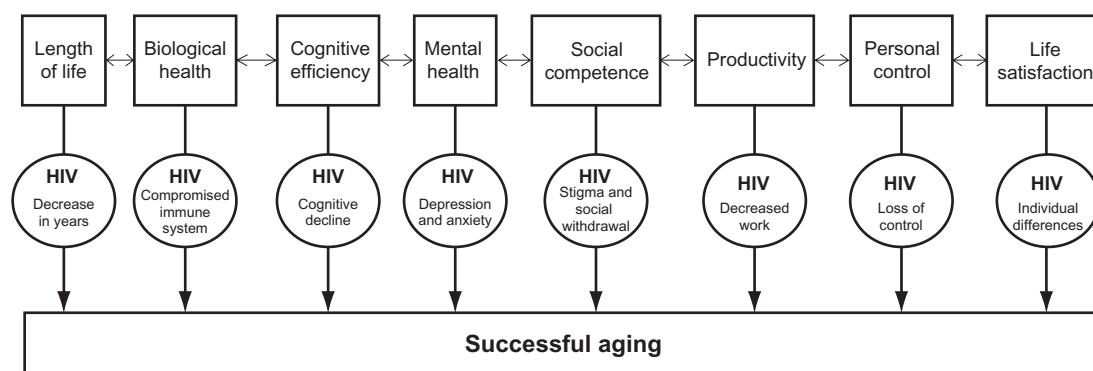 Length
of life
Biological
health
Cognitive
efficiency
Mental
health
Social
competence
Productivity
Personal
control
Life
satisfaction
HIV
Decrease
in years
HIV
Compromised
immune
system
HIV
Cognitive
decline
HIV
Depression
and anxiety
HIV
Stigma and
social
withdrawal
HIV
Decreased
work
HIV
Loss of
control
HIV
Individual
differences
Successful aging